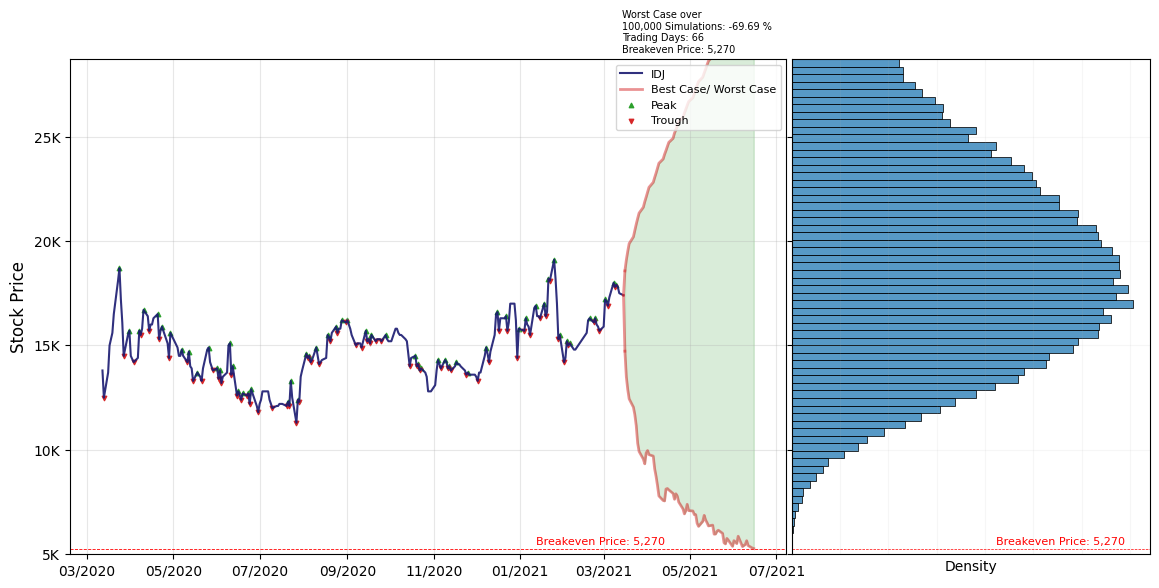 Worst Case over
100,000 Simulations: -69.69 %
Trading Days: 66
Breakeven Price: 5,270
IDJ
Best Case/ Worst Case
Peak
Trough
Stock Price
25K
20K
15K
10K
5K
Breakeven Price: 5,270
Breakeven Price: 5,270
03/2020 05/2020 07/2020 09/2020 11/2020 01/2021 03/2021 05/2021 07/2021
Density